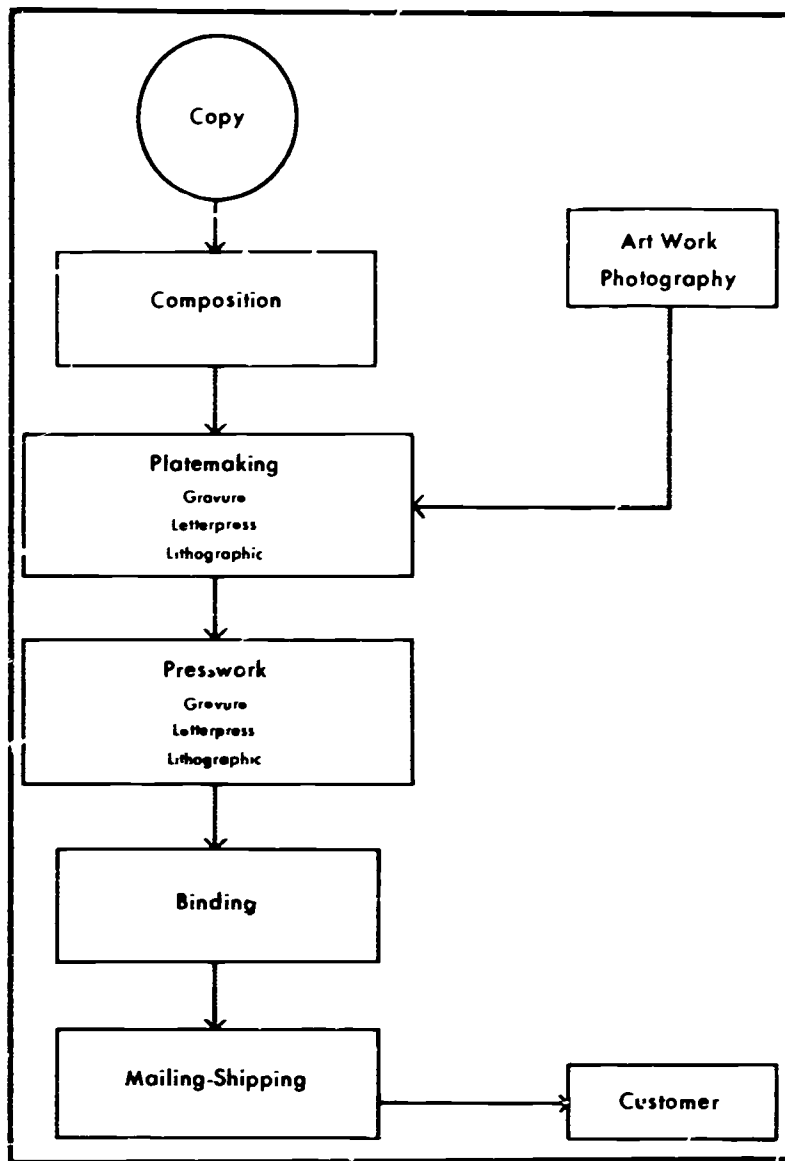 Copy
Art Work
Photography
Composition
Platemaking
Gravure
Letterpress
Lithographic
Presswork
Gravure
Letterpress
Lithographic
Binding
Mailing-Shipping
Customer